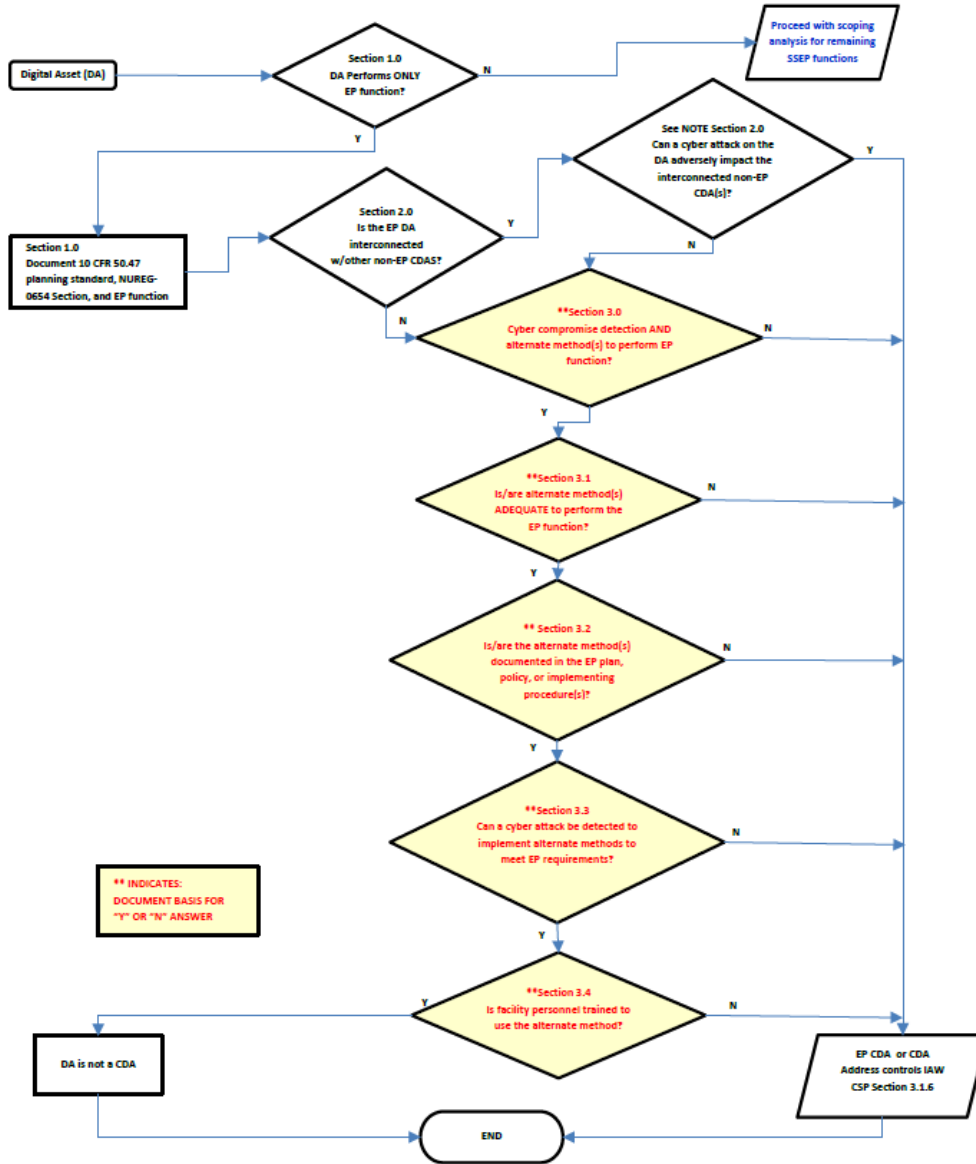 Digital Asset (DA)
Section 1.0
DA Performs ONLY
EP function?
N
Y
Proceed with scoping
analysis for remaining
SSEP functions
Section 1.0
Document 10 CFR 50.47
planning standard, NUREG-
0654 Section, and EP function
Section 2.0
Is the EP DA
interconnected
w/other non-EP CDAS?
Y
N
See NOTE Section 2.0
Can a cyber attack on the
DA adversely impact the
interconnected non-EP
CDA(s)?
Y
N
**Section 3.0
Cyber compromise detection AND
alternate method(s) to perform EP
function?
N
Y
**Section 3.1
Is/are alternate method(s)
ADEQUATE to perform the
EP function?
N
Y
** Section 3.2
Is/are the alternate method(s)
documented in the EP plan,
policy, or implementing
procedure(s)?
N
Y
**Section 3.3
Can a cyber attack be detected to
implement alternate methods to
meet EP requirements?
N
Y
** INDICATES:
DOCUMENT BASIS FOR
"Y" OR "N" ANSWER
**Section 3.4
Is facility personnel trained to
use the alternate method?
Y
N
DA is not a CDA
EP CDA or CDA
Address controls IAW
CSP Section 3.1.6
END